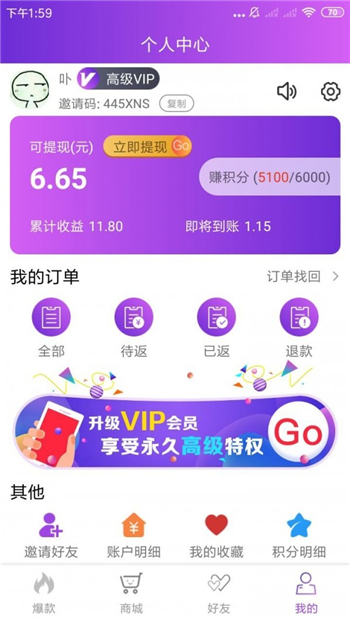 下午1:59
70
个人中心
卟 V 高级VIP
邀请码: 445XNS 复制
可提现(元) 立即提现 Go
6.65
赚积分 (5100/6000)
累计收益 11.80 即将到账 1.15
我的订单 订单找回
全部 待返 已返 退款
升级VIP会员
享受永久高级特权
Go
其他
邀请好友 账户明细 我的收藏 积分明细
爆款 商城 好友 我的